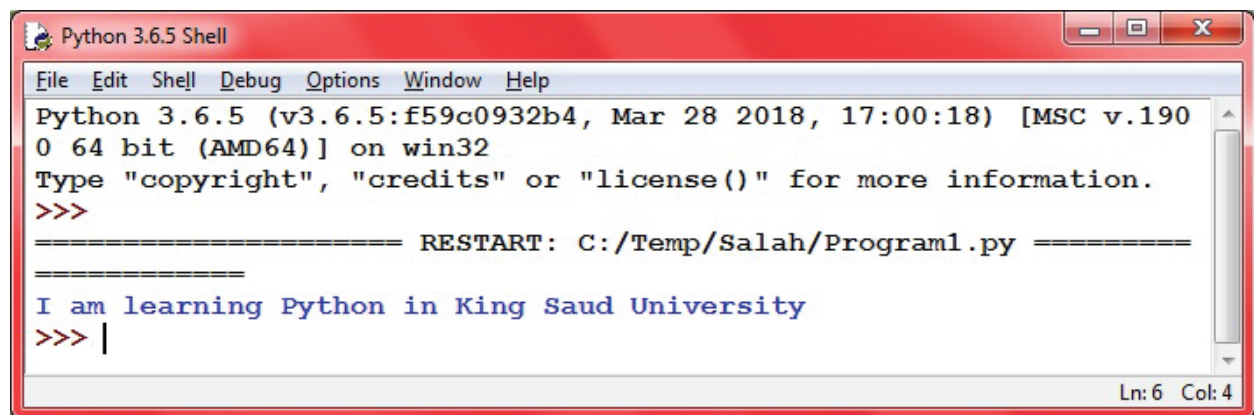 Python 3.6.5 Shell
File Edit Shell Debug Options Window Help
Python 3.6.5 (v3.6.5:f59c0932b4, Mar 28 2018, 17:00:18) [MSC v.190
0 64 bit (AMD64)] on win32
Type "copyright", "credits" or "license()" for more information.
>>>
===================== RESTART: C:/Temp/Salah/Program1.py =========
============
I am learning Python in King Saud University
>>>
Ln: 6 Col: 4